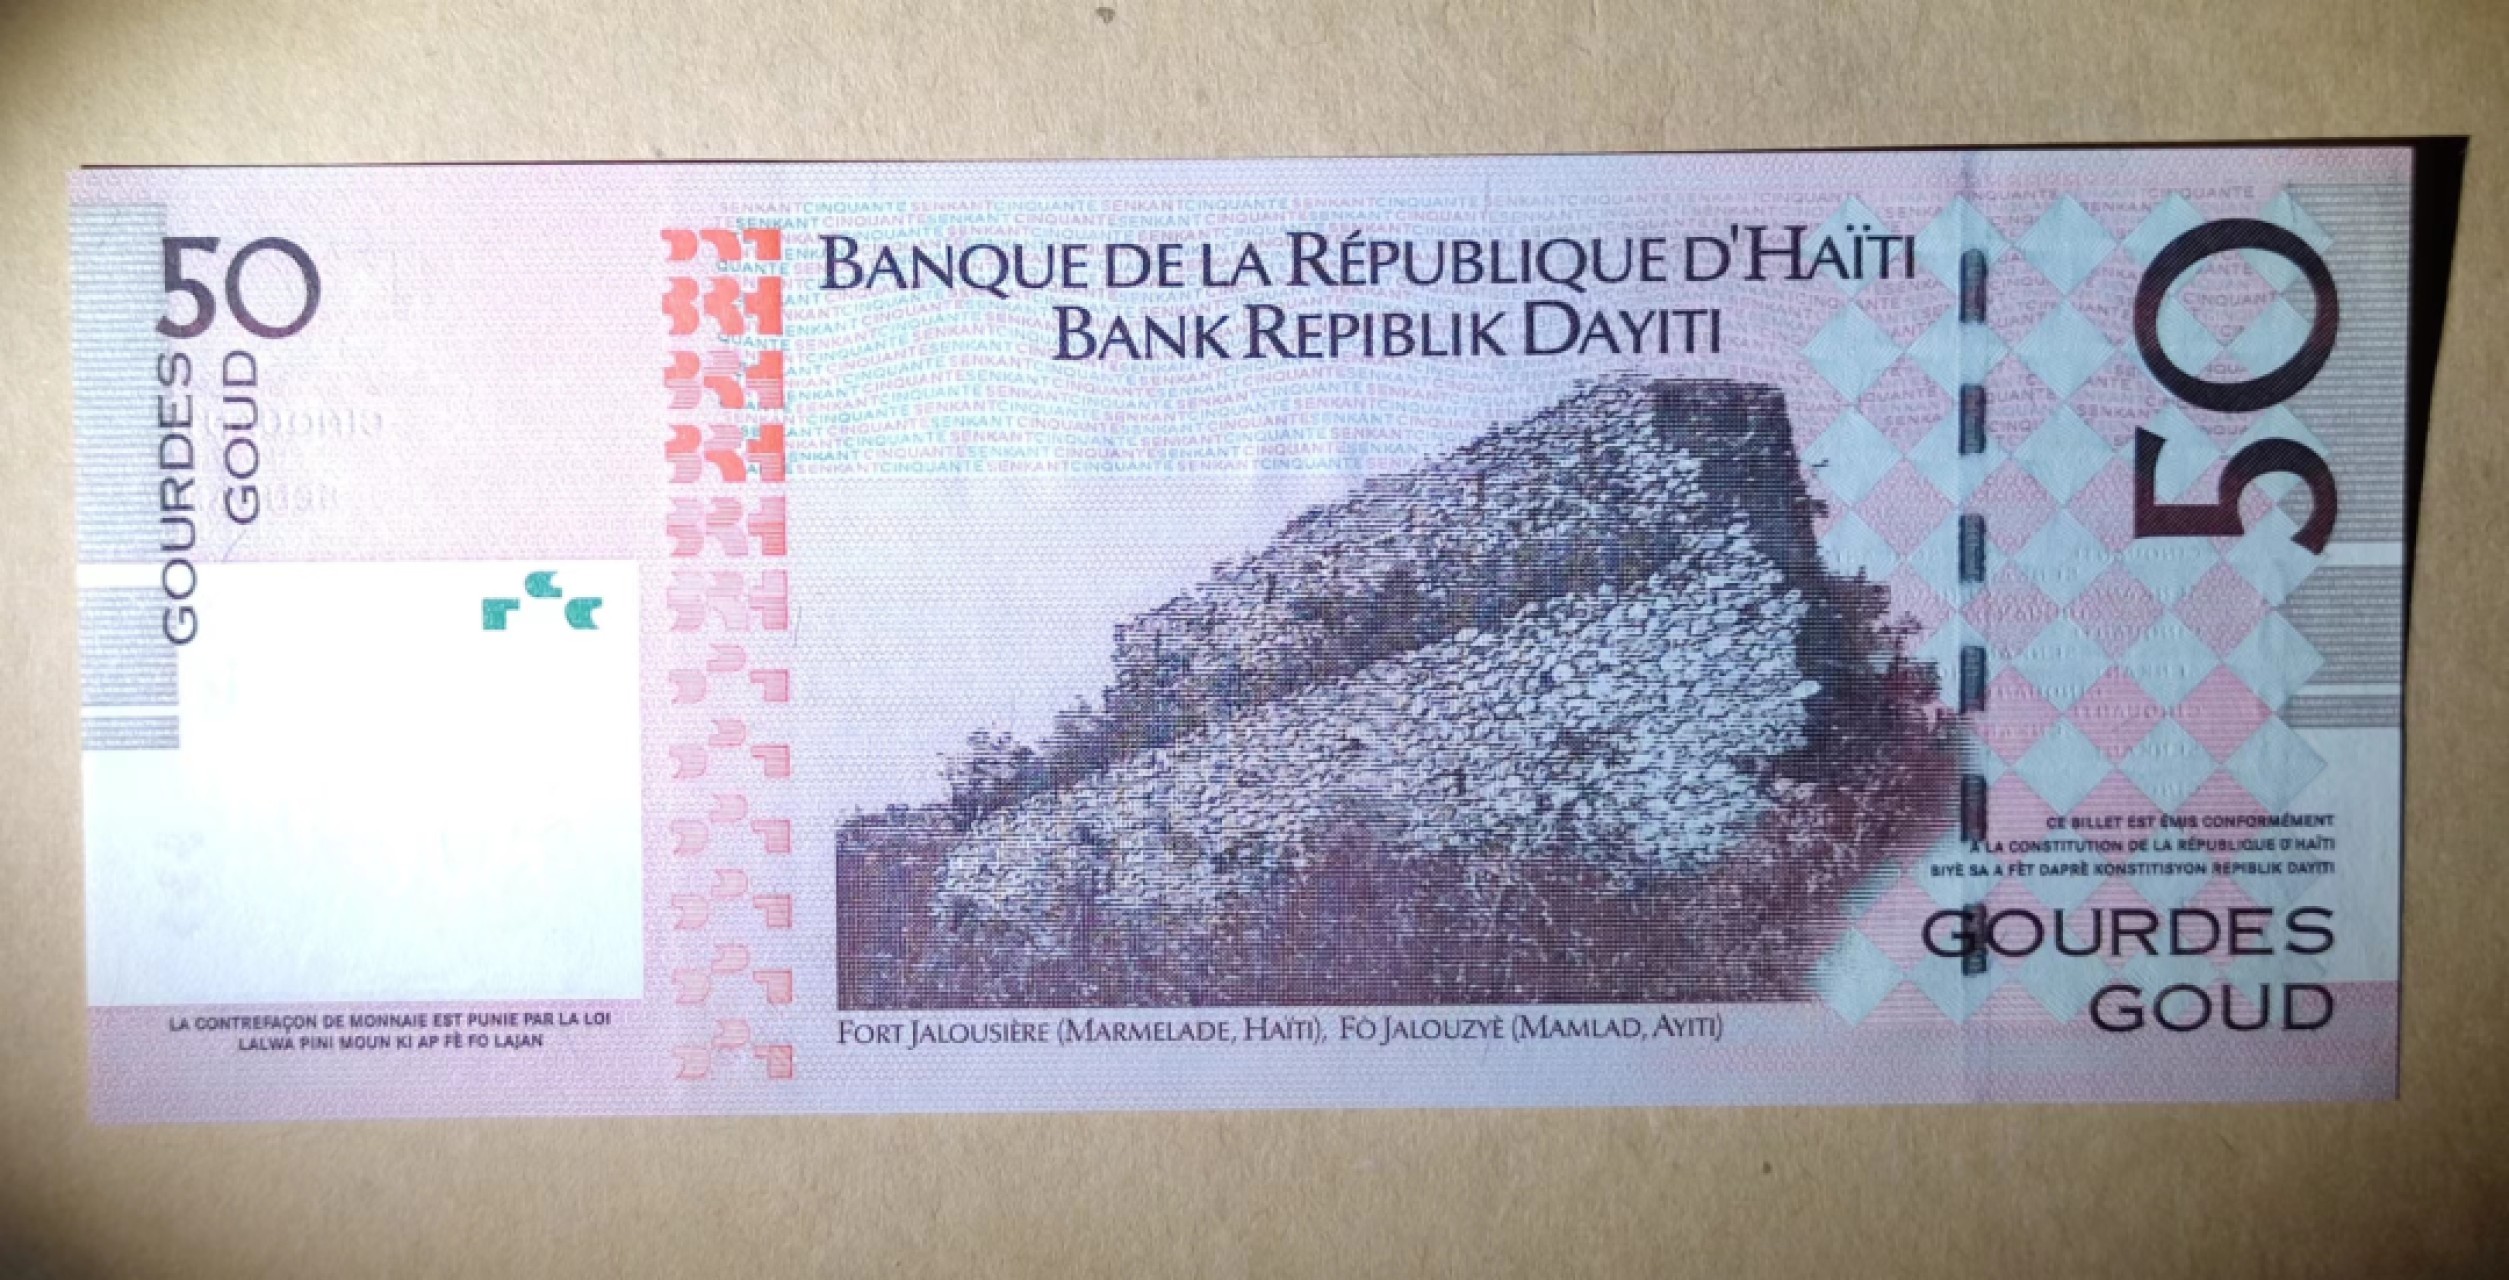 50
GOURDES
GOUD
BANQUE DE LA RÉPUBLIQUE D'HAÏTI
BANK REPIBLIK DAYITI
50
CE BILLET EST ÉMIS CONFORMÉMENT
À LA CONSTITUTION DE LA RÉPUBLIQUE D'HAÏTI
BIYÈ SA A FÈT DAPRÈ KONSTITISYON REPIBLIK DAYITI
GOURDES
GOUD
LA CONTREFAÇON DE MONNAIE EST PUNIE PAR LA LOI
LALWA PINI MOUN KI AP FÈ FO LAJAN
FORT JALOUSIÈRE (MARMELADE, HAÏTI), FÒ JALOUZYÈ (MAMLAD, AYITI)